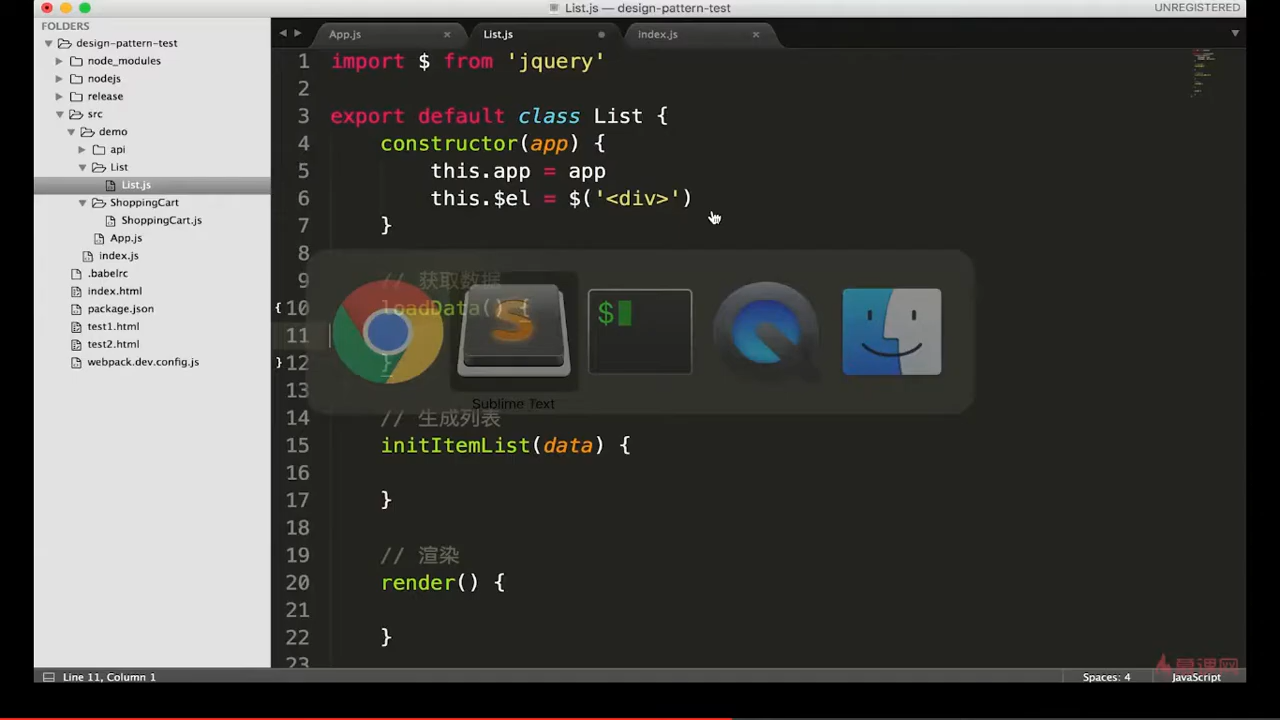 List.js — design-pattern-test
UNREGISTERED
FOLDERS
design-pattern-test
node_modules
nodejs
release
src
demo
api
List
List.js
ShoppingCart
ShoppingCart.js
App.js
index.js
.babelrc
index.html
package.json
test1.html
test2.html
webpack.dev.config.js
App.js
List.js
index.js
1 import $ from 'jquery'
2
3 export default class List {
4 constructor(app) {
5 this.app = app
6 this.$el = $('<div>')
7 }
8
9 // 获取数据
10 loadData() {
11
12 }
13
14 // 生成列表
15 initItemList(data) {
16
17 }
18
19 // 渲染
20 render() {
21
22 }
23
$
Sublime Text
慕课网
Line 11, Column 1
Spaces: 4
JavaScript